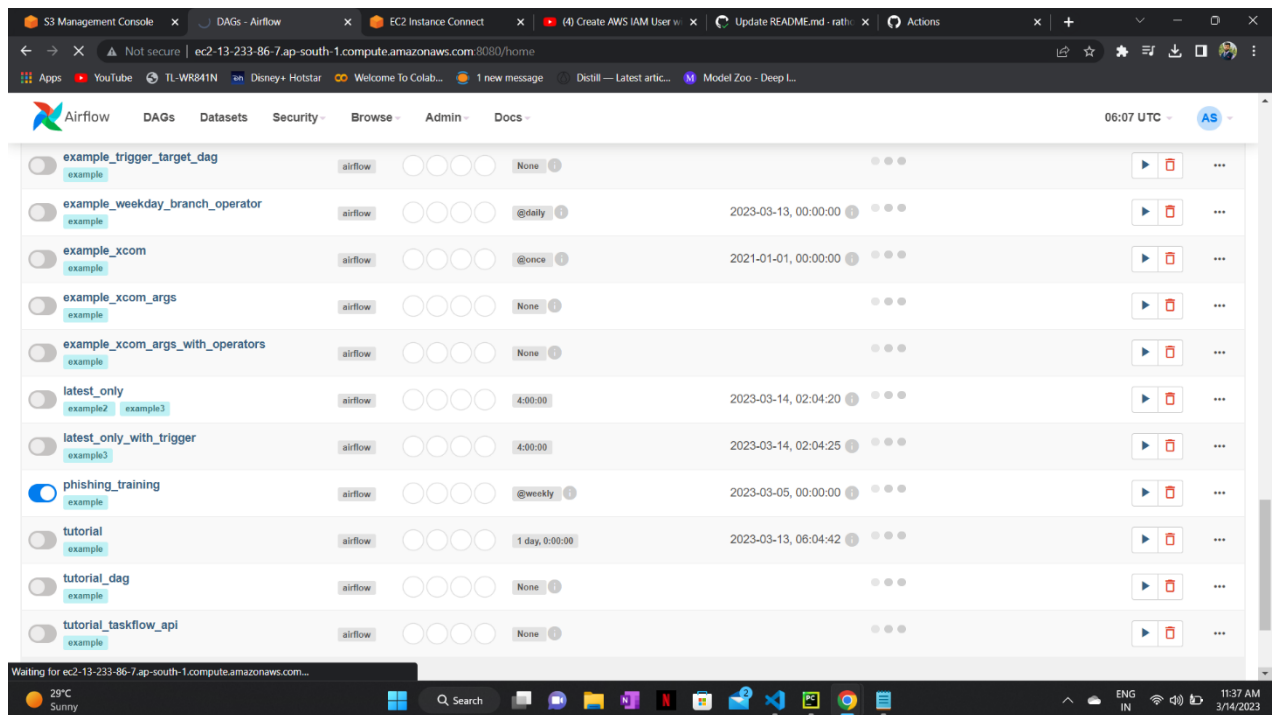 S3 Management Console
DAGs - Airflow
EC2 Instance Connect
(4) Create AWS IAM User w
Update README.md · ratho
Actions
Not secure | ec2-13-233-86-7.ap-south-1.compute.amazonaws.com:8080/home
Apps YouTube TL-WR841N Disney+ Hotstar Welcome To Colab... 1 new message Distill — Latest artic... Model Zoo - Deep l...
Airflow DAGs Datasets Security Browse Admin Docs 06:07 UTC AS
example_trigger_target_dag
example
airflow None
example_weekday_branch_operator
example
airflow @daily 2023-03-13, 00:00:00
example_xcom
example
airflow @once 2021-01-01, 00:00:00
example_xcom_args
example
airflow None
example_xcom_args_with_operators
example
airflow None
latest_only
example2 example3
airflow 4:00:00 2023-03-14, 02:04:20
latest_only_with_trigger
example3
airflow 4:00:00 2023-03-14, 02:04:25
phishing_training
example
airflow @weekly 2023-03-05, 00:00:00
tutorial
example
airflow 1 day, 0:00:00 2023-03-13, 06:04:42
tutorial_dag
example
airflow None
tutorial_taskflow_api
example
airflow None
Waiting for ec2-13-233-86-7.ap-south-1.compute.amazonaws.com...
29°C
Sunny
Search
2
ENG
IN
11:37 AM
3/14/2023